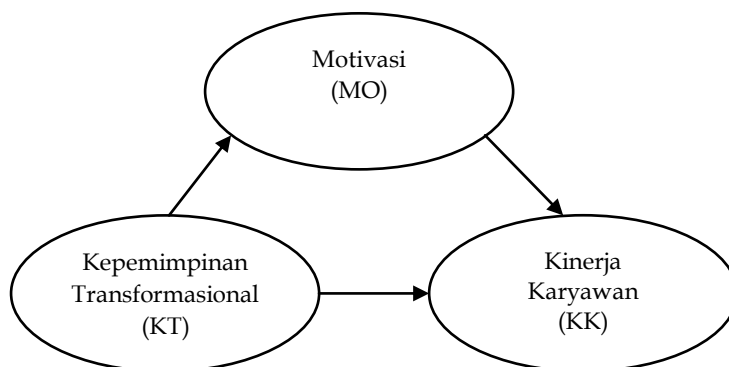 Motivasi
(MO)
Kepemimpinan
Transformasional
(KT)
Kinerja
Karyawan
(KK)